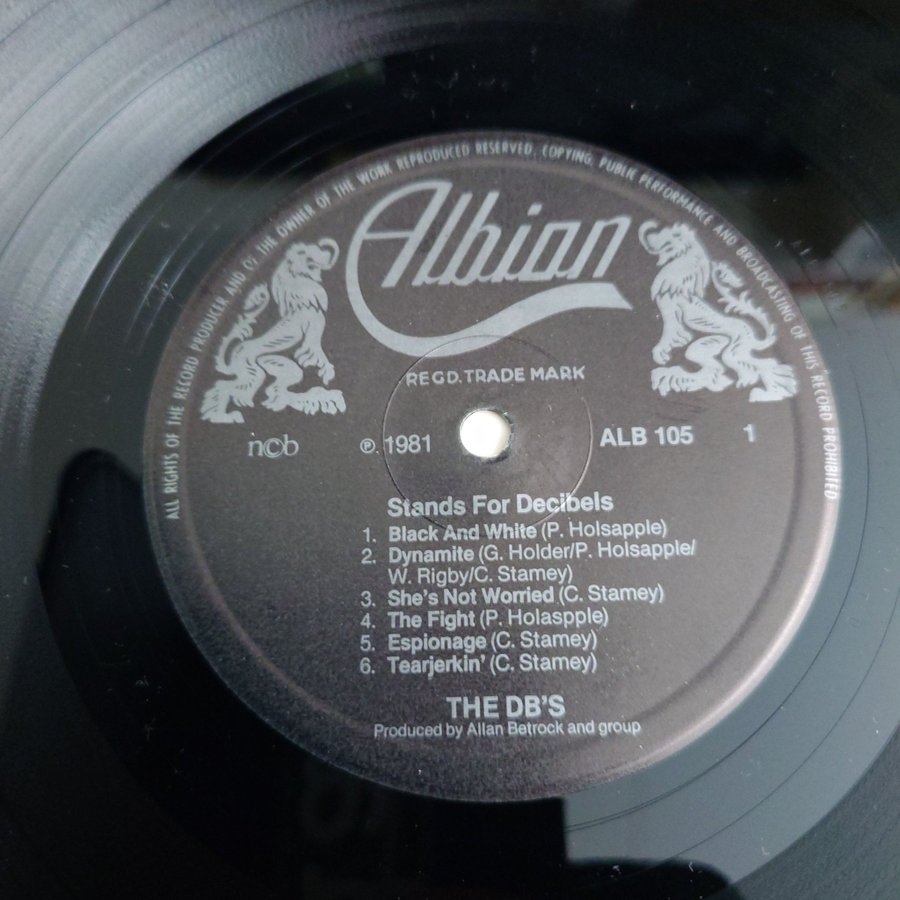 ALL RIGHTS OF THE RECORD PRODUCER AND OF THE OWNER OF THE WORK REPRODUCED RESERVED. COPYING, PUBLIC PERFORMANCE AND BROADCASTING OF THIS RECORD PROHIBITED
Albion
REGD. TRADE MARK
n©b ℗ 1981 ALB 105 1
Stands For Decibels
1. Black And White (P. Holsapple)
2. Dynamite (G. Holder/P. Holsapple/
W. Rigby/C. Stamey)
3. She's Not Worried (C. Stamey)
4. The Fight (P. Holaspple)
5. Espionage (C. Stamey)
6. Tearjerkin' (C. Stamey)
THE DB'S
Produced by Allan Betrock and group